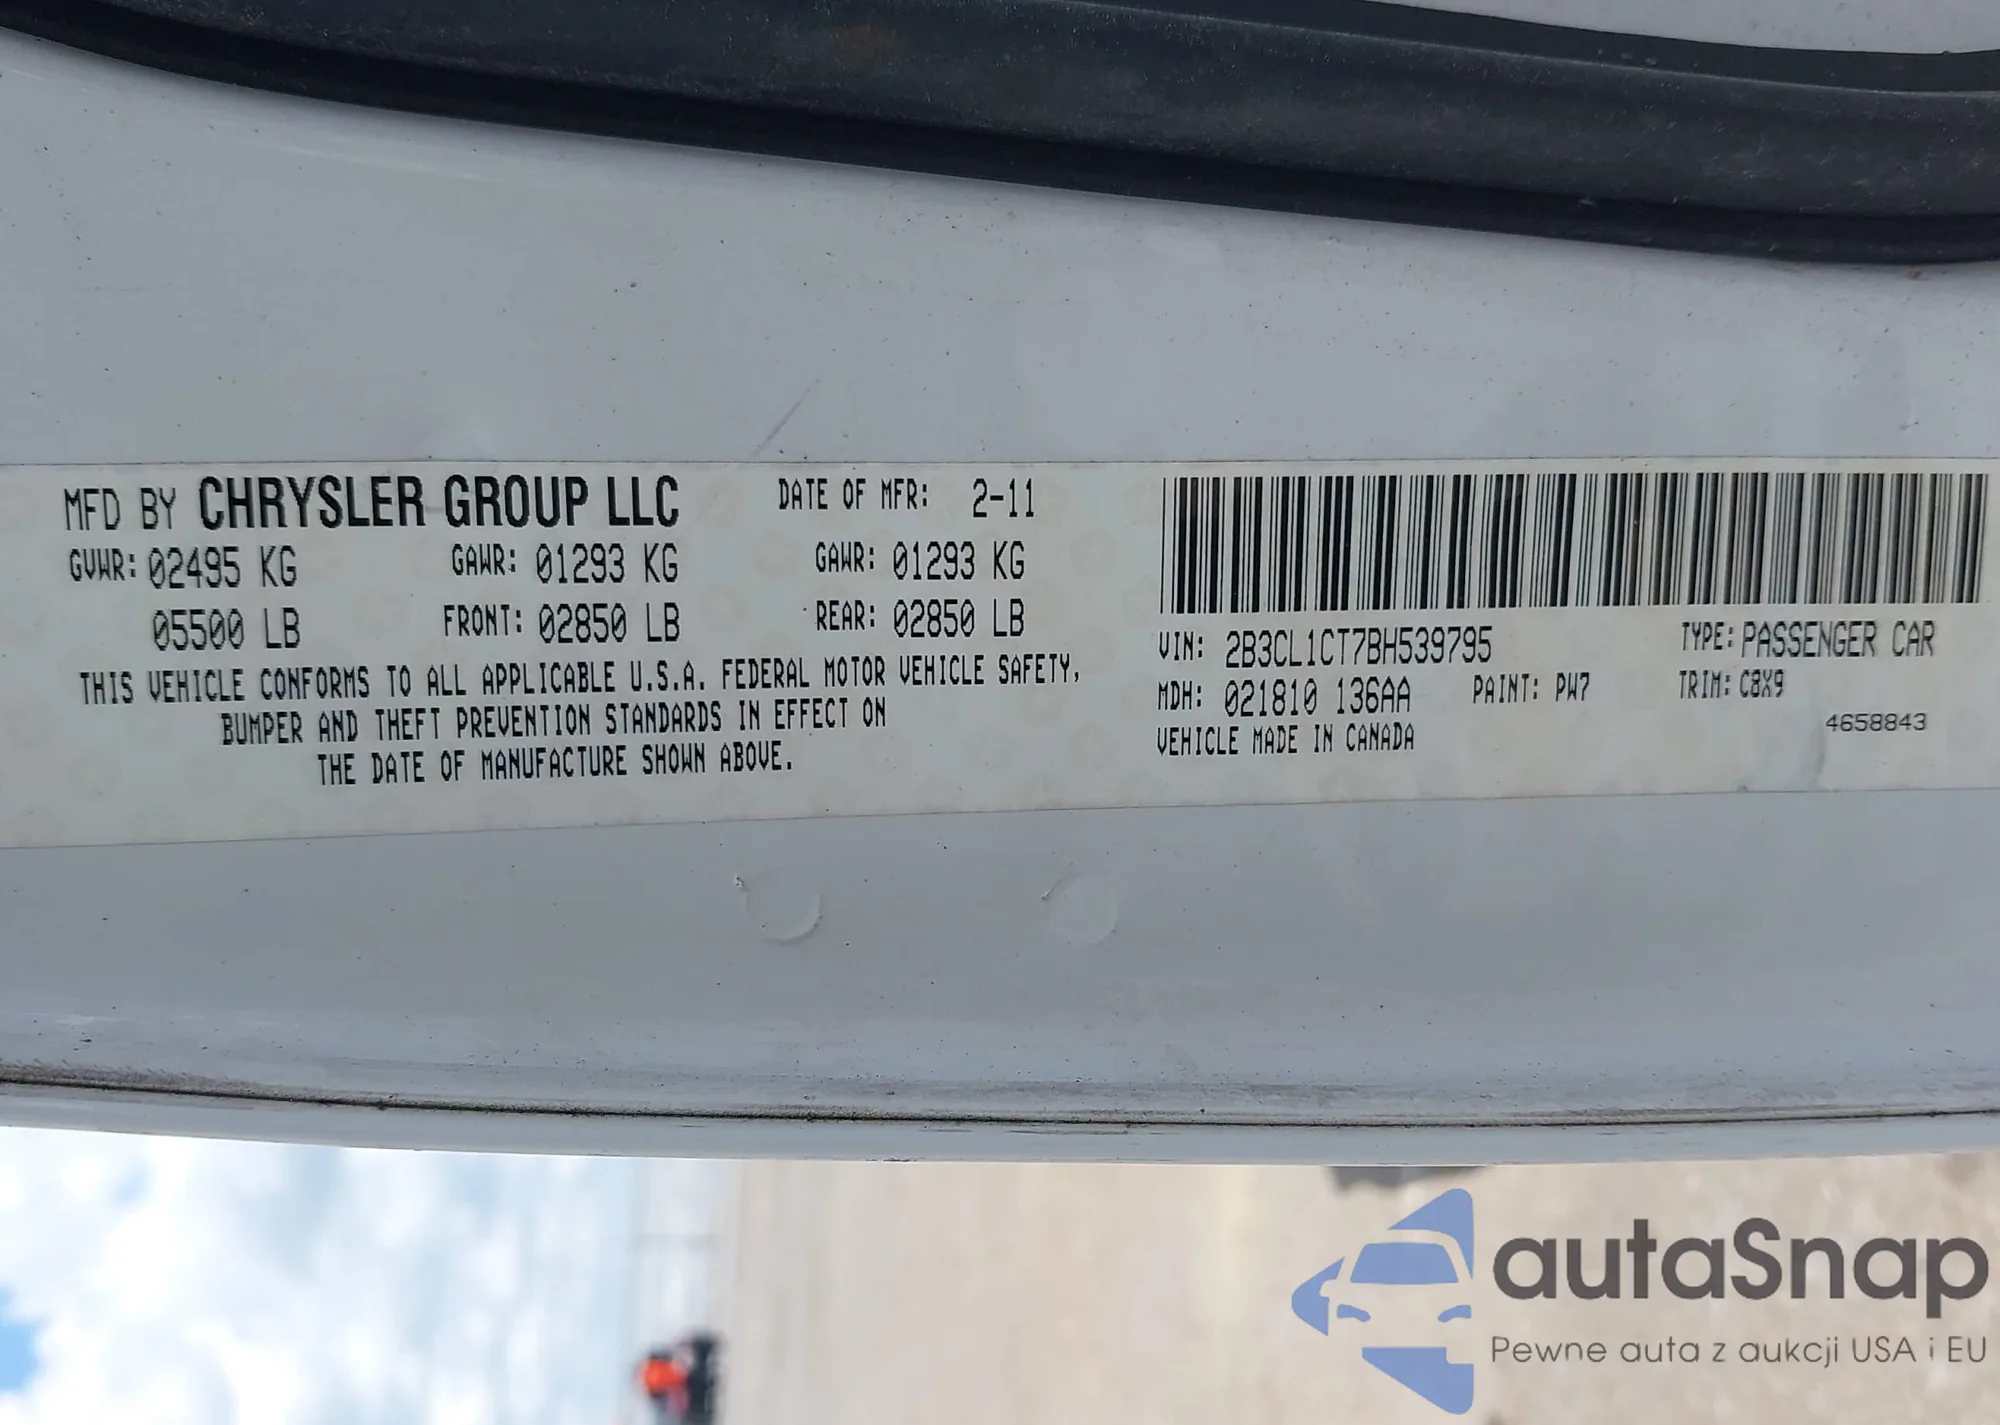 MFD BY CHRYSLER GROUP LLC DATE OF MFR: 2-11
GVWR: 02495 KG GAWR: 01293 KG GAWR: 01293 KG
05500 LB FRONT: 02850 LB REAR: 02850 LB
THIS VEHICLE CONFORMS TO ALL APPLICABLE U.S.A. FEDERAL MOTOR VEHICLE SAFETY,
BUMPER AND THEFT PREVENTION STANDARDS IN EFFECT ON
THE DATE OF MANUFACTURE SHOWN ABOVE.
VIN: 2B3CL1CT7BH539795 TYPE: PASSENGER CAR
MDH: 021810 136AA PAINT: PW7 TRIM: C8X9
4658843
VEHICLE MADE IN CANADA
autaSnap
Pewne auta z aukcji USA i EU